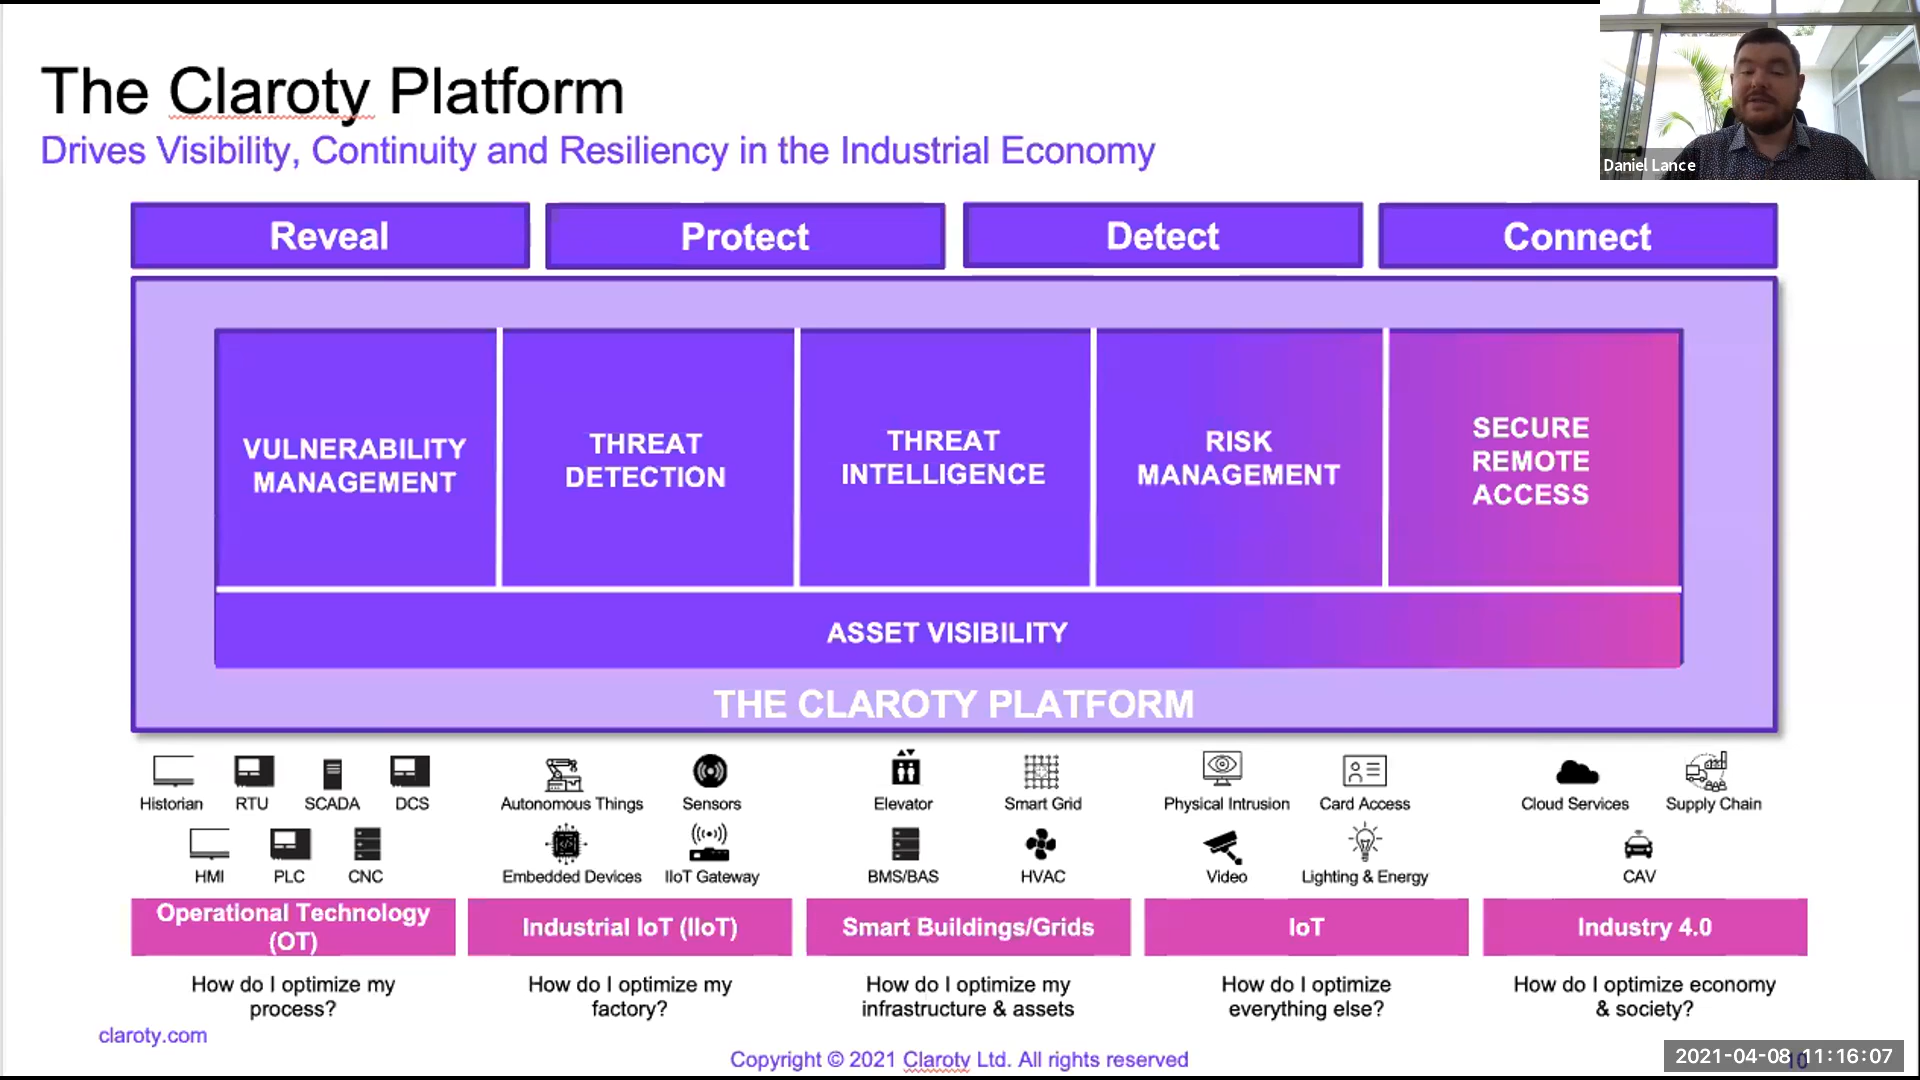 The Claroty Platform
Drives Visibility, Continuity and Resiliency in the Industrial Economy
Daniel Lance
Reveal
Protect
Detect
Connect
VULNERABILITY
MANAGEMENT
THREAT
DETECTION
THREAT
INTELLIGENCE
RISK
MANAGEMENT
SECURE
REMOTE
ACCESS
ASSET VISIBILITY
THE CLAROTY PLATFORM
Historian
RTU
SCADA
DCS
HMI
PLC
CNC
Autonomous Things
Sensors
Embedded Devices
IIoT Gateway
Elevator
Smart Grid
BMS/BAS
HVAC
Physical Intrusion
Card Access
Video
Lighting & Energy
Cloud Services
Supply Chain
CAV
Operational Technology
(OT)
Industrial IoT (IIoT)
Smart Buildings/Grids
IoT
Industry 4.0
How do I optimize my
process?
How do I optimize my
factory?
How do I optimize my
infrastructure & assets
How do I optimize
everything else?
How do I optimize economy
& society?
claroty.com
Copyright © 2021 Claroty Ltd. All rights reserved
10
2021-04-08 11:16:07